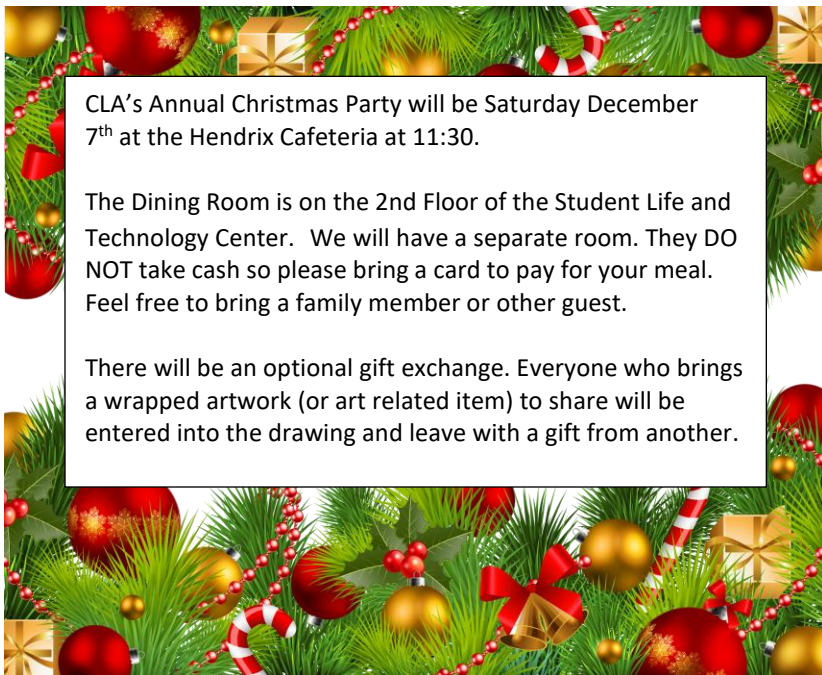 CLA's Annual Christmas Party will be Saturday December
7th at the Hendrix Cafeteria at 11:30.
The Dining Room is on the 2nd Floor of the Student Life and
Technology Center.  We will have a separate room. They DO
NOT take cash so please bring a card to pay for your meal.
Feel free to bring a family member or other guest.
There will be an optional gift exchange. Everyone who brings
a wrapped artwork (or art related item) to share will be
entered into the drawing and leave with a gift from another.